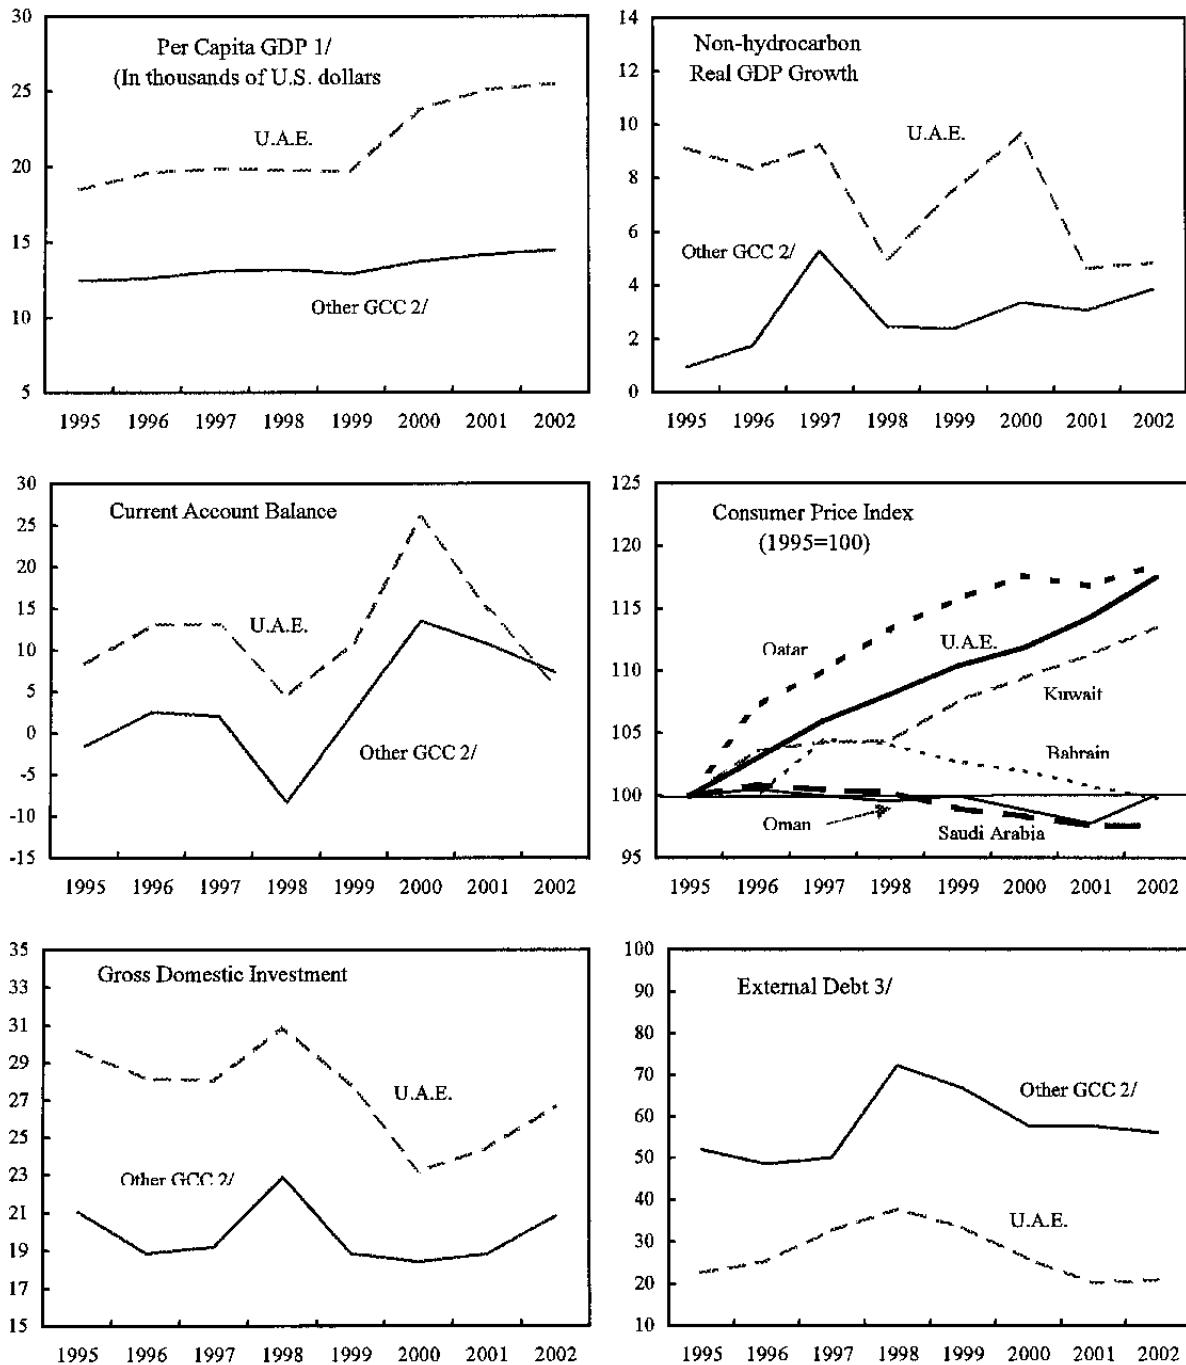 Per Capita GDP 1/
(In thousands of U.S. dollars
30
25
20
15
10
5
U.A.E.
Other GCC 2/
1995 1996 1997 1998 1999 2000 2001 2002
Non-hydrocarbon
Real GDP Growth
14
12
10
8
6
4
2
0
U.A.E.
Other GCC 2/
1995 1996 1997 1998 1999 2000 2001 2002
Current Account Balance
30
25
20
15
10
5
0
-5
-10
-15
U.A.E.
Other GCC 2/
1995 1996 1997 1998 1999 2000 2001 2002
Consumer Price Index
(1995=100)
125
120
115
110
105
100
95
Qatar
U.A.E.
Kuwait
Bahrain
Oman
Saudi Arabia
1995 1996 1997 1998 1999 2000 2001 2002
Gross Domestic Investment
35
33
31
29
27
25
23
21
19
17
15
U.A.E.
Other GCC 2/
1995 1996 1997 1998 1999 2000 2001 2002
External Debt 3/
100
90
80
70
60
50
40
30
20
10
Other GCC 2/
U.A.E.
1995 1996 1997 1998 1999 2000 2001 2002